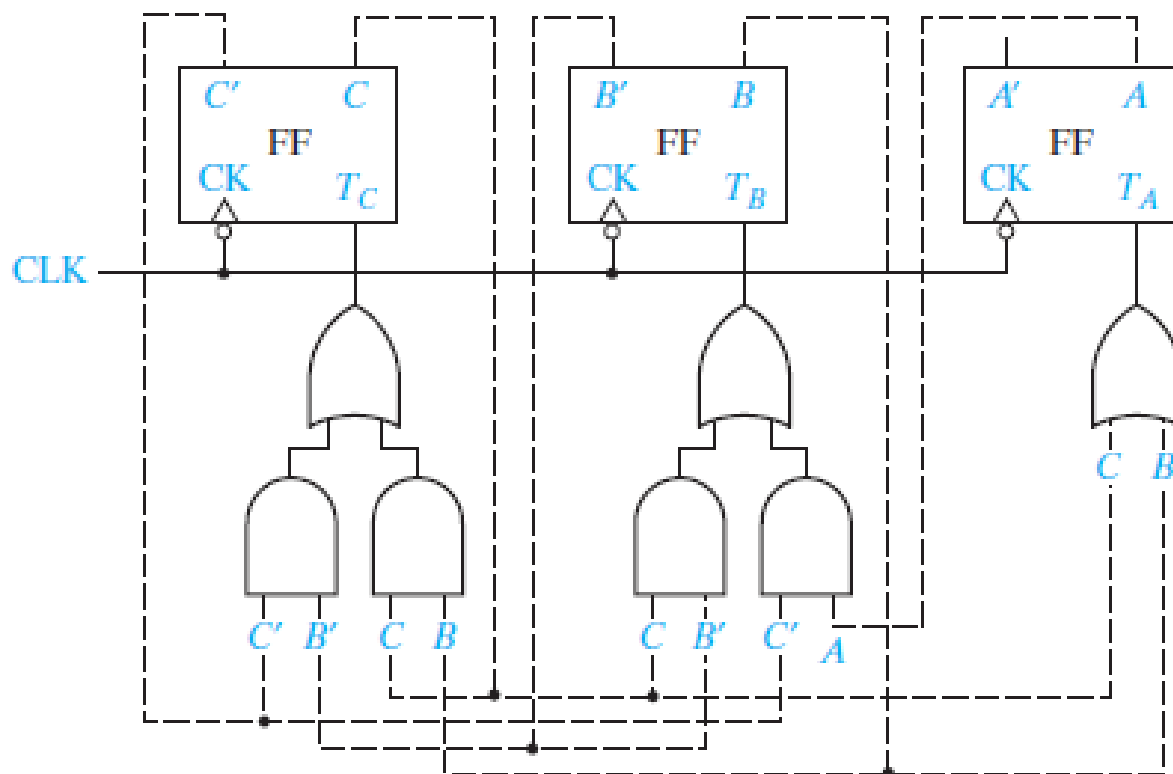 C′ C B′ B A′ A
FF FF FF
CK T_C CK T_B CK T_A
CLK
C B
C′ B′ C B C B′ C′ A